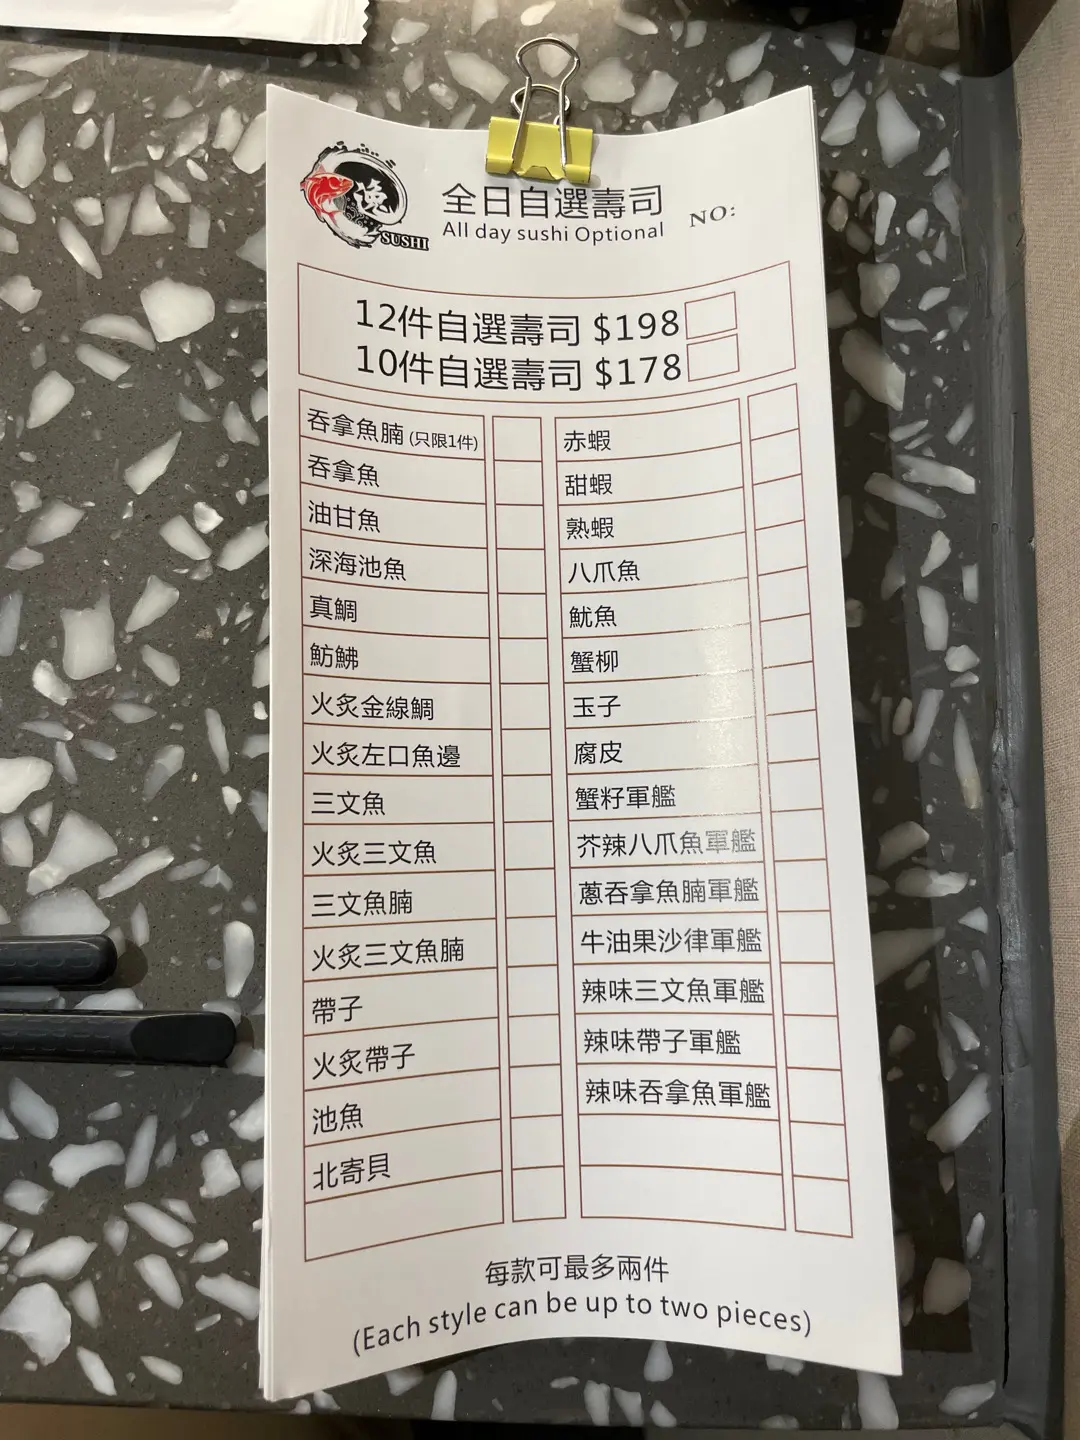 漁
SUSHI
全日自選壽司
All day sushi Optional
NO:
12件自選壽司 $198
10件自選壽司 $178
吞拿魚腩 (只限1件)
吞拿魚
油甘魚
深海池魚
真鯛
魴鮄
火炙金線鯛
火炙左口魚邊
三文魚
火炙三文魚
三文魚腩
火炙三文魚腩
帶子
火炙帶子
池魚
北寄貝
赤蝦
甜蝦
熟蝦
八爪魚
魷魚
蟹柳
玉子
腐皮
蟹籽軍艦
芥辣八爪魚軍艦
蔥吞拿魚腩軍艦
牛油果沙律軍艦
辣味三文魚軍艦
辣味帶子軍艦
辣味吞拿魚軍艦
每款可最多兩件
(Each style can be up to two pieces)